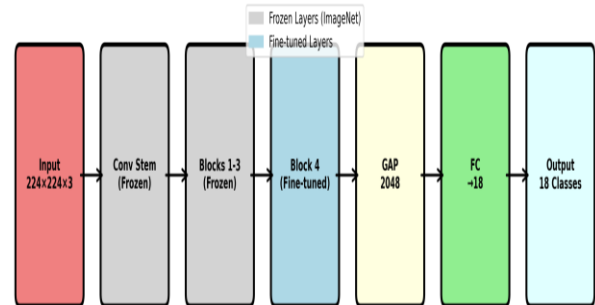 Frozen Layers (ImageNet)
Fine-tuned Layers
Input
224×224×3
Conv Stem
(Frozen)
Blocks 1-3
(Frozen)
Block 4
(Fine-tuned)
GAP
2048
FC
→18
Output
18 Classes